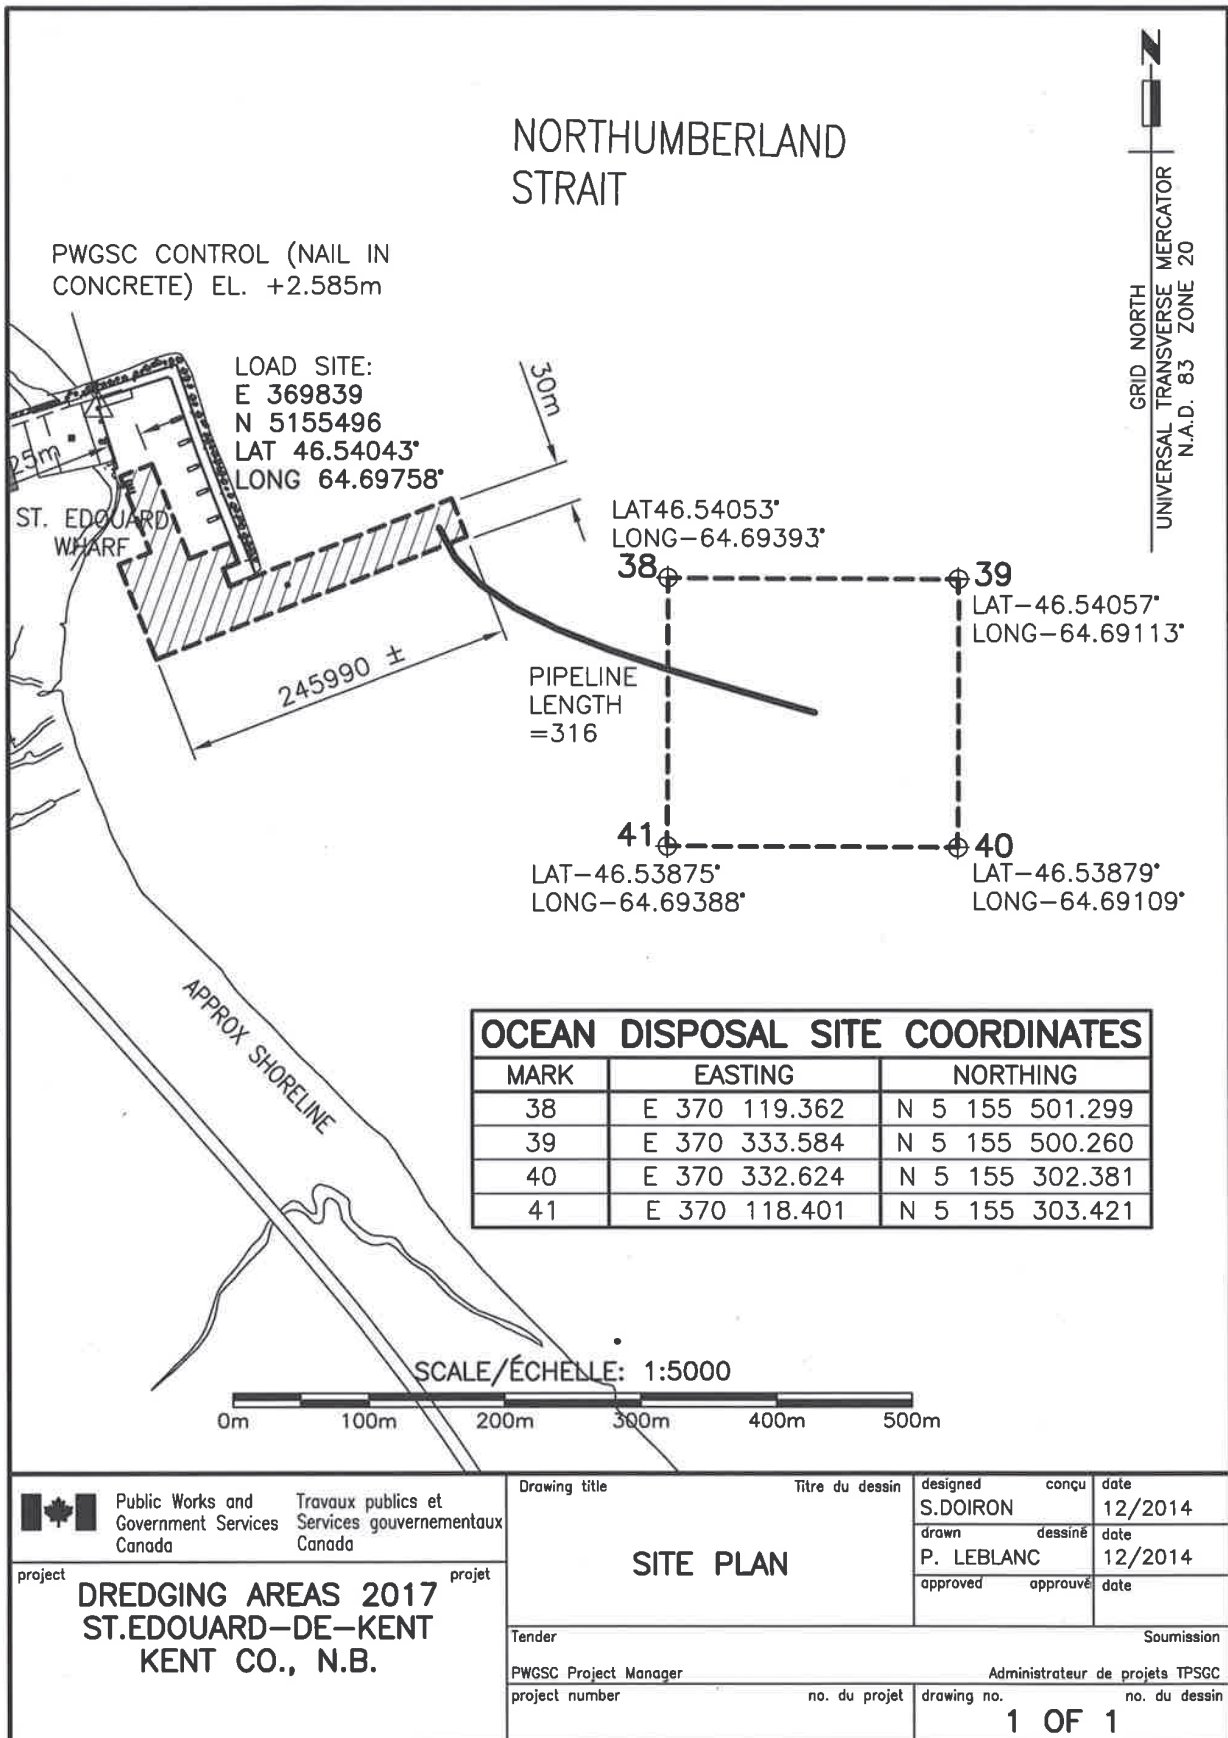 NORTHUMBERLAND
STRAIT
N
GRID NORTH
UNIVERSAL TRANSVERSE MERCATOR
N.A.D. 83 ZONE 20
PWGSC CONTROL (NAIL IN
CONCRETE) EL. +2.585m
LOAD SITE:
E 369839
N 5155496
LAT 46.54043°
LONG 64.69758°
30m
25m
ST. EDOUARD
WHARF
245990 ±
LAT46.54053°
LONG-64.69393°
38
39
LAT-46.54057°
LONG-64.69113°
PIPELINE
LENGTH
=316
41
40
LAT-46.53875°
LONG-64.69388°
LAT-46.53879°
LONG-64.69109°
APPROX SHORELINE
OCEAN DISPOSAL SITE COORDINATES
MARK EASTING NORTHING
38 E 370 119.362 N 5 155 501.299
39 E 370 333.584 N 5 155 500.260
40 E 370 332.624 N 5 155 302.381
41 E 370 118.401 N 5 155 303.421
SCALE/ÉCHELLE: 1:5000
0m 100m 200m 300m 400m 500m
Public Works and
Government Services
Canada
Travaux publics et
Services gouvernementaux
Canada
project projet
DREDGING AREAS 2017
ST.EDOUARD-DE-KENT
KENT CO., N.B.
Drawing title Titre du dessin
SITE PLAN
designed conçu date
S.DOIRON 12/2014
drawn dessiné date
P. LEBLANC 12/2014
approved approuvé date
Tender Soumission
PWGSC Project Manager Administrateur de projets TPSGC
project number no. du projet
drawing no. no. du dessin
1 OF 1